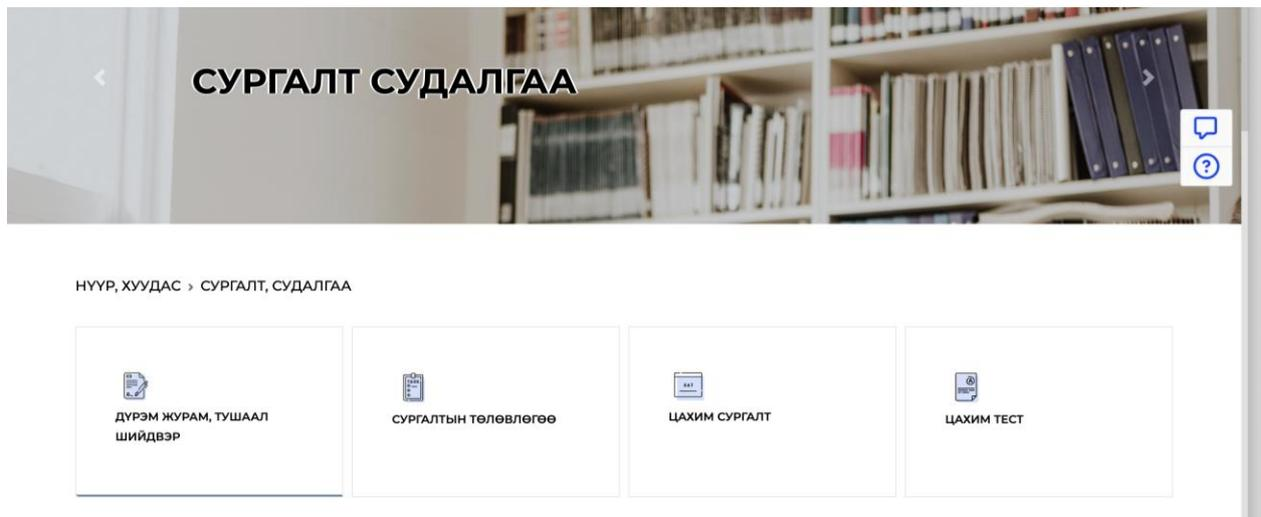 СУРГАЛТ СУДАЛГАА
НҮҮР, ХУУДАС > СУРГАЛТ, СУДАЛГАА
ДҮРЭМ ЖУРАМ, ТУШААЛ
ШИЙДВЭР
СУРГАЛТЫН ТӨЛӨВЛӨГӨӨ
ЦАХИМ СУРГАЛТ
ЦАХИМ ТЕСТ